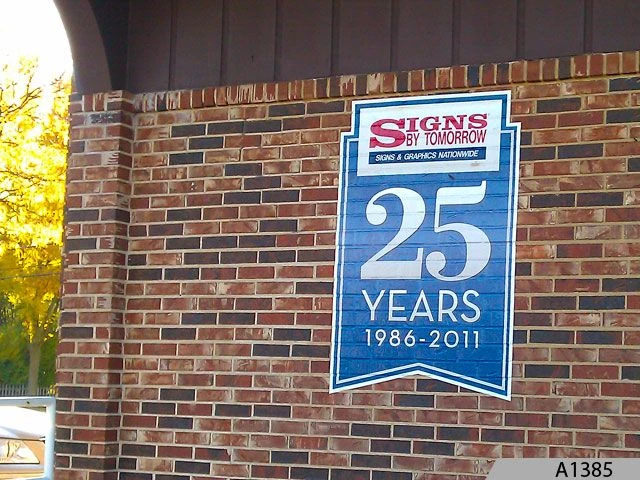 SIGNS
BY TOMORROW
SIGNS & GRAPHICS NATIONWIDE
25
YEARS
1986-2011
A1385